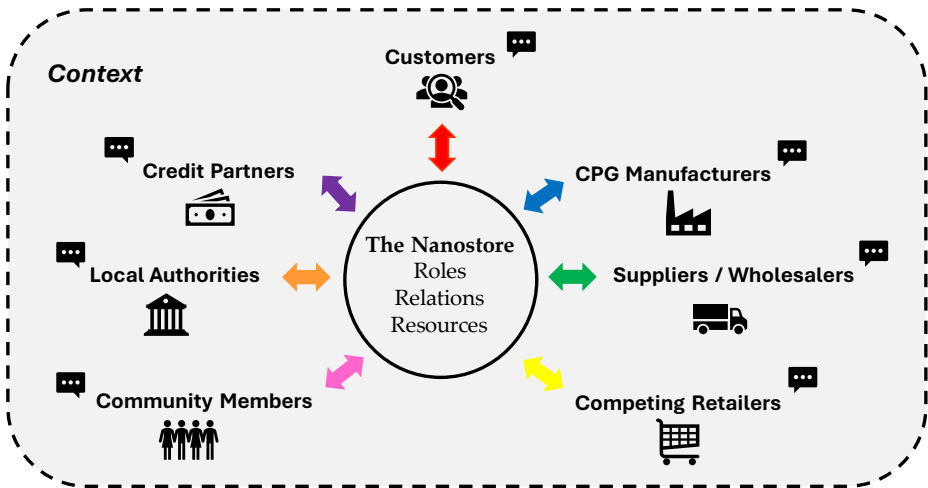 Customers
Context
Credit Partners
CPG Manufacturers
The Nanostore
Roles
Relations
Resources
Local Authorities
Suppliers / Wholesalers
Community Members
Competing Retailers